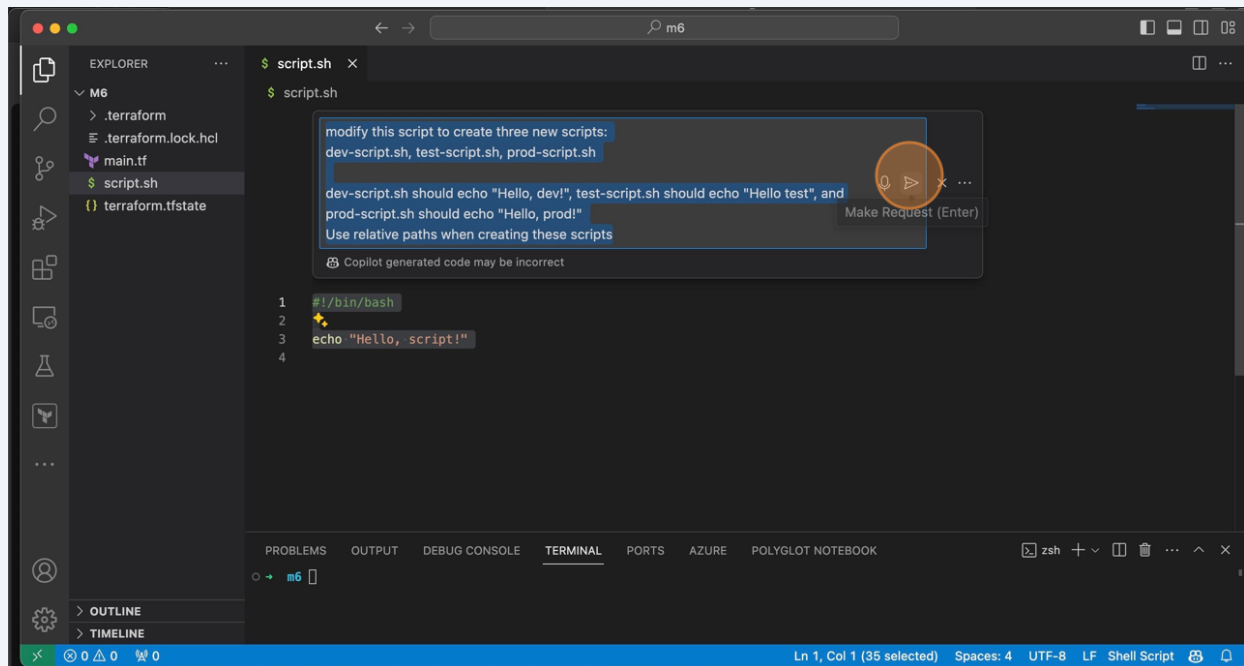 m6
EXPLORER
script.sh
M6
.terraform
.terraform.lock.hcl
main.tf
script.sh
terraform.tfstate
script.sh
modify this script to create three new scripts:
dev-script.sh, test-script.sh, prod-script.sh
dev-script.sh should echo "Hello, dev!", test-script.sh should echo "Hello test", and
prod-script.sh should echo "Hello, prod!"
Use relative paths when creating these scripts
Make Request (Enter)
Copilot generated code may be incorrect
1 #!/bin/bash
2
3 echo "Hello, script!"
4
PROBLEMS OUTPUT DEBUG CONSOLE TERMINAL PORTS AZURE POLYGLOT NOTEBOOK
zsh
m6
OUTLINE
TIMELINE
0 0 0 Ln 1, Col 1 (35 selected) Spaces: 4 UTF-8 LF Shell Script